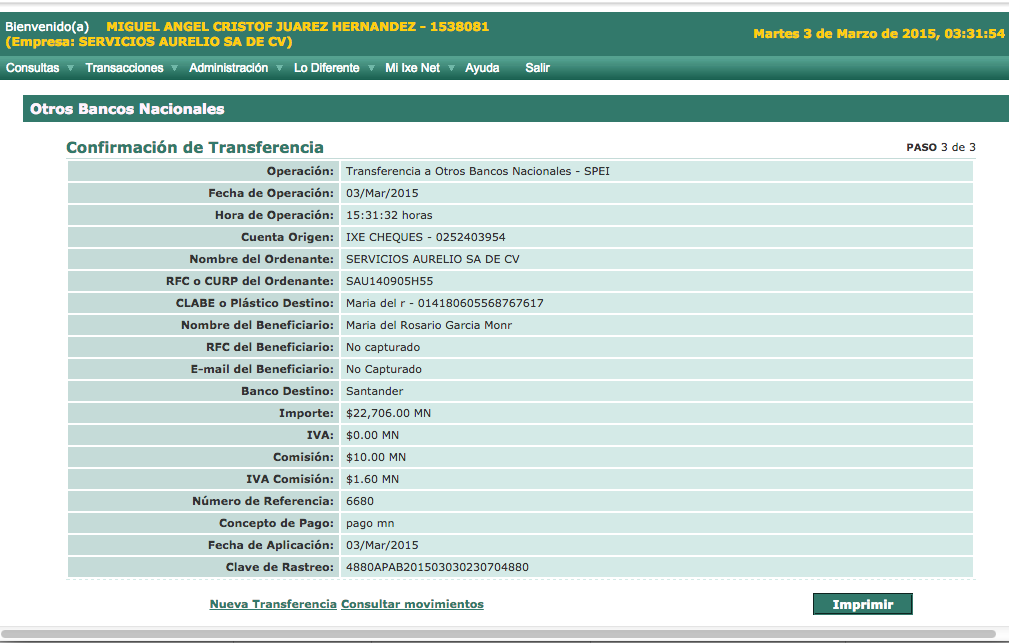 Bienvenido(a) MIGUEL ANGEL CRISTOF JUAREZ HERNANDEZ - 1538081
(Empresa: SERVICIOS AURELIO SA DE CV)
Martes 3 de Marzo de 2015, 03:31:54
Consultas Transacciones Administración Lo Diferente Mi Ixe Net Ayuda Salir
Otros Bancos Nacionales
Confirmación de Transferencia PASO 3 de 3
Operación: Transferencia a Otros Bancos Nacionales - SPEI
Fecha de Operación: 03/Mar/2015
Hora de Operación: 15:31:32 horas
Cuenta Origen: IXE CHEQUES - 0252403954
Nombre del Ordenante: SERVICIOS AURELIO SA DE CV
RFC o CURP del Ordenante: SAU140905H55
CLABE o Plástico Destino: Maria del r - 014180605568767617
Nombre del Beneficiario: Maria del Rosario Garcia Monr
RFC del Beneficiario: No capturado
E-mail del Beneficiario: No Capturado
Banco Destino: Santander
Importe: $22,706.00 MN
IVA: $0.00 MN
Comisión: $10.00 MN
IVA Comisión: $1.60 MN
Número de Referencia: 6680
Concepto de Pago: pago mn
Fecha de Aplicación: 03/Mar/2015
Clave de Rastreo: 4880APAB201503030230704880
Nueva Transferencia Consultar movimientos Imprimir